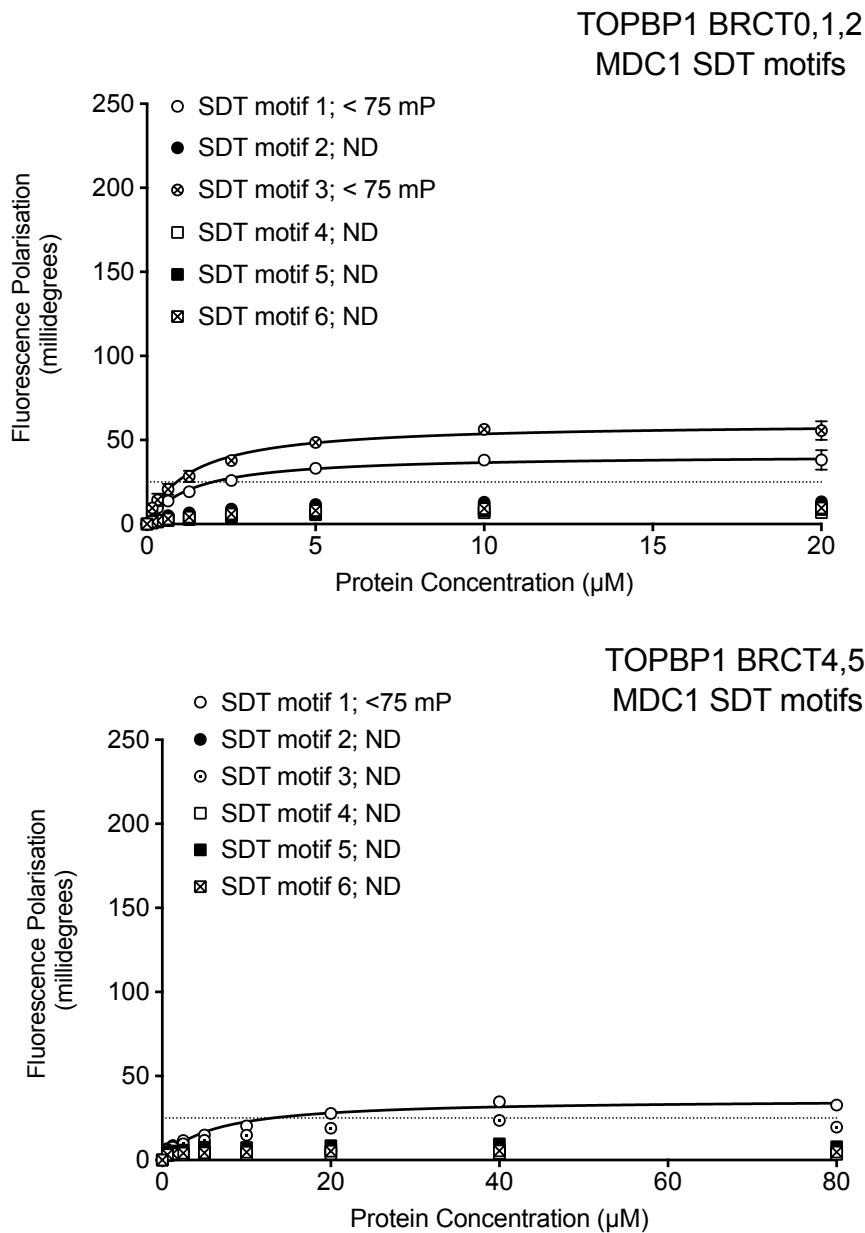 TOPBP1 BRCT0,1,2
MDC1 SDT motifs
SDT motif 1; < 75 mP
SDT motif 2; ND
SDT motif 3; < 75 mP
SDT motif 4; ND
SDT motif 5; ND
SDT motif 6; ND
Fluorescence Polarisation
(millidegrees)
250
200
150
100
50
0
0
5
10
15
20
Protein Concentration (µM)
TOPBP1 BRCT4,5
MDC1 SDT motifs
SDT motif 1; <75 mP
SDT motif 2; ND
SDT motif 3; ND
SDT motif 4; ND
SDT motif 5; ND
SDT motif 6; ND
Fluorescence Polarisation
(millidegrees)
250
200
150
100
50
0
0
20
40
60
80
Protein Concentration (µM)